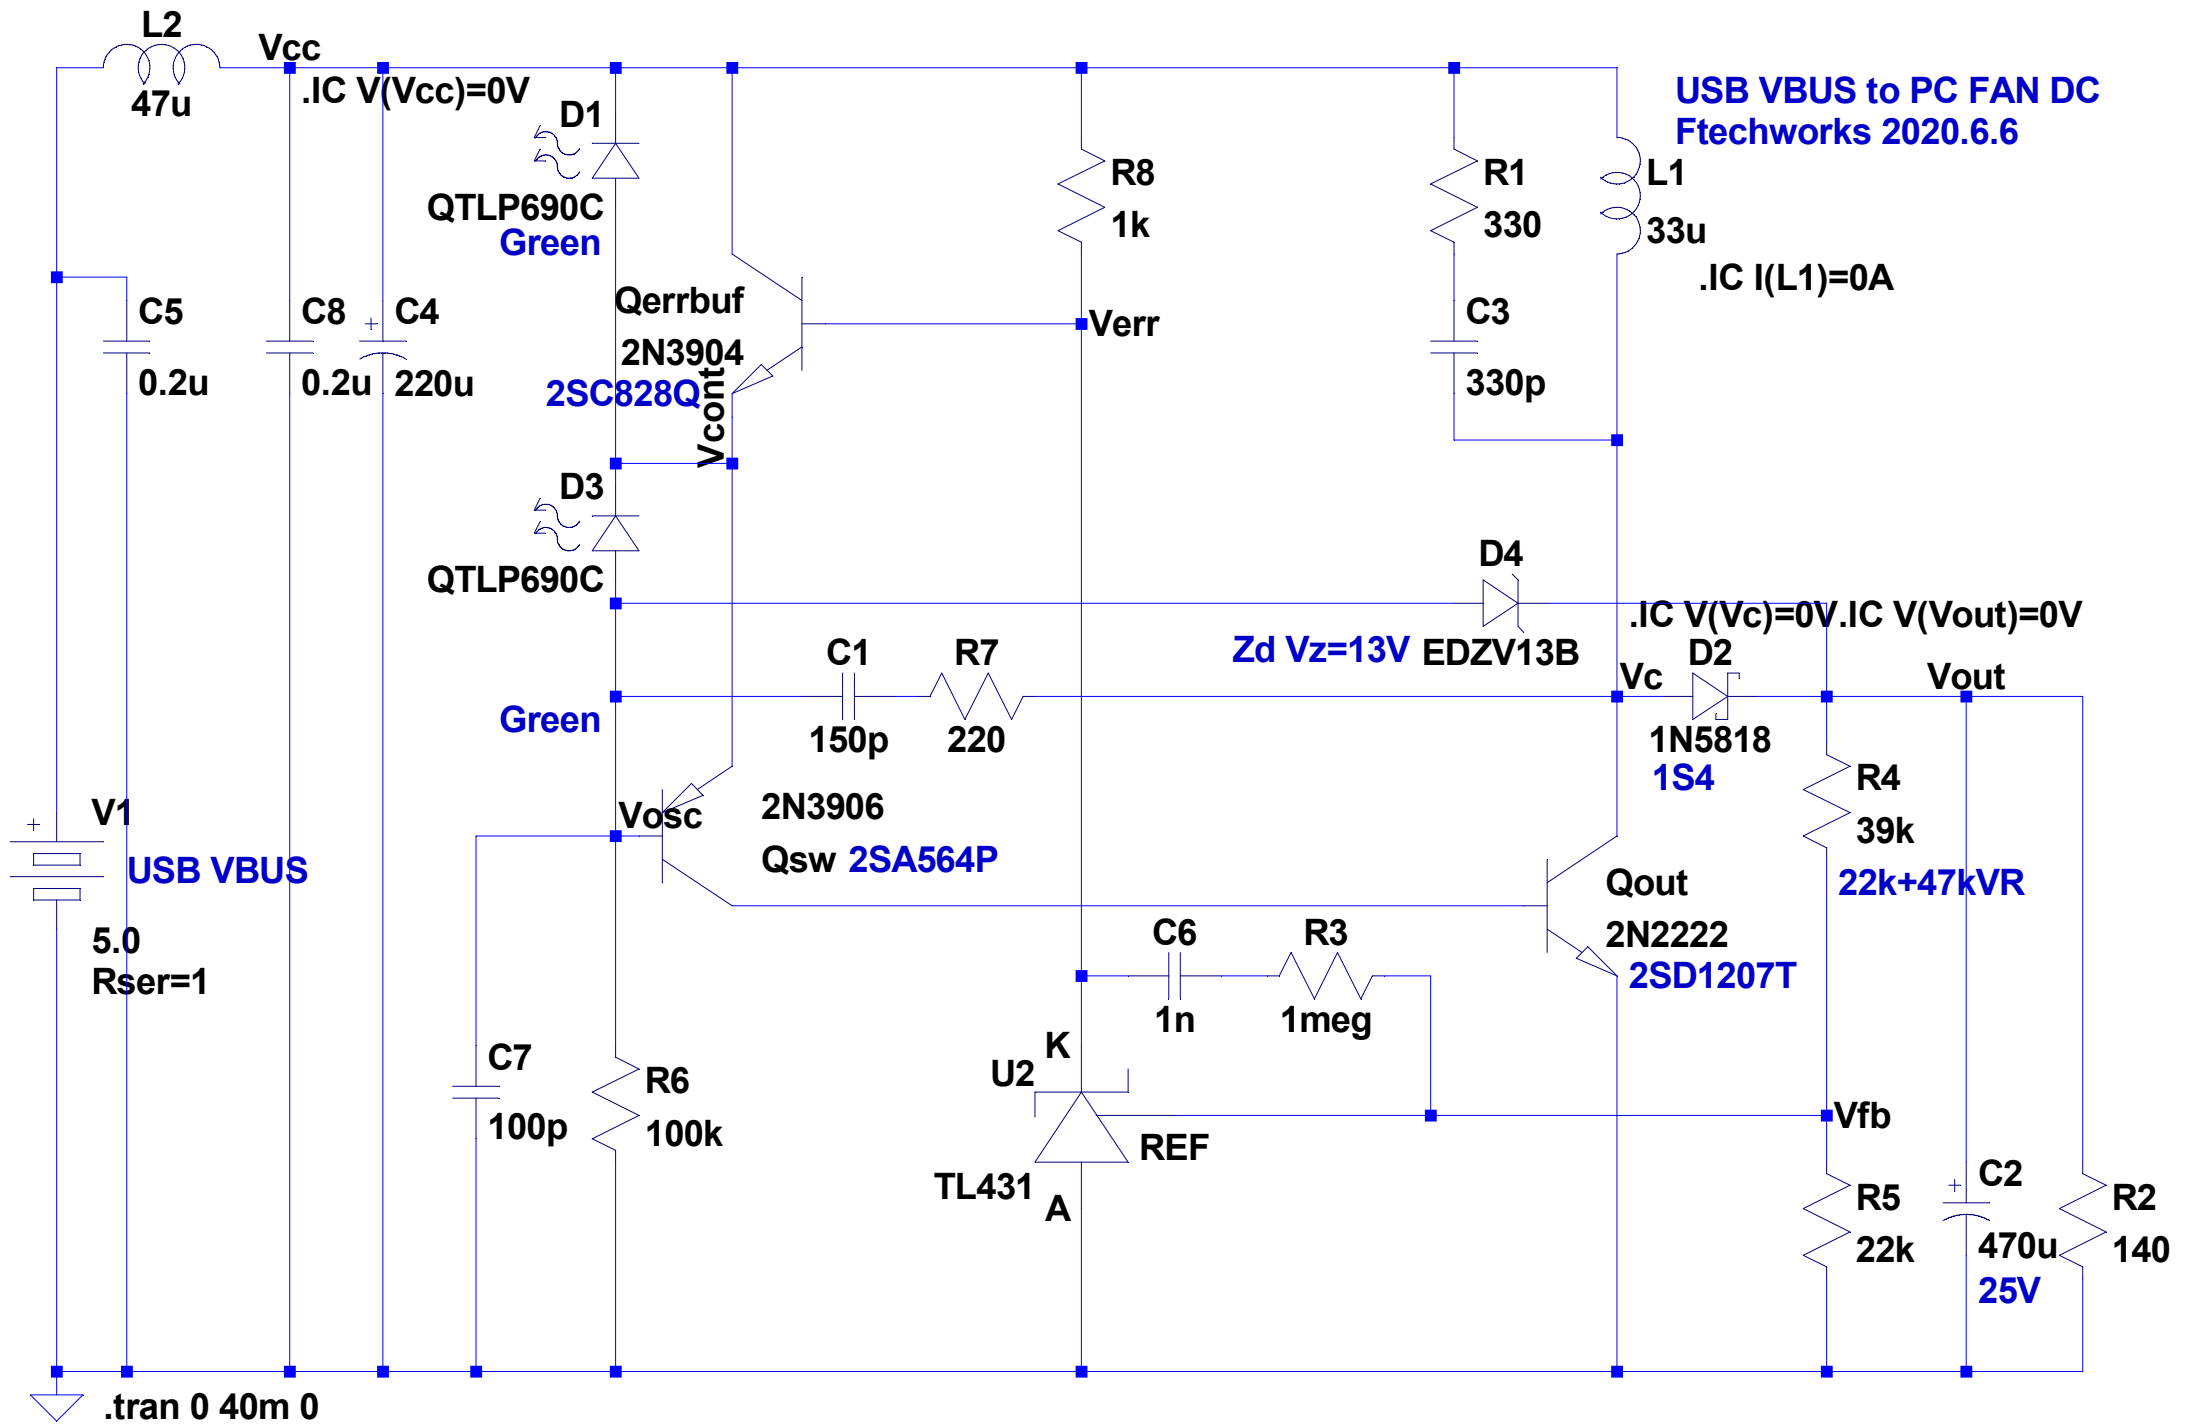 L2
Vcc
47u
.IC V(Vcc)=0V
USB VBUS to PC FAN DC
Ftechworks 2020.6.6
D1
QTLP690C
Green
R8
1k
R1
330
L1
33u
.IC I(L1)=0A
C5
0.2u
C8
0.2u
C4
220u
Qerrbuf
2N3904
2SC828Q
Vcont
Verr
C3
330p
D3
QTLP690C
Green
D4
Zd Vz=13V
EDZV13B
.IC V(Vc)=0V
.IC V(Vout)=0V
C1
150p
R7
220
Vc
D2
1N5818
1S4
Vout
R4
39k
22k+47kVR
V1
USB VBUS
5.0
Rser=1
Vosc
2N3906
Qsw 2SA564P
Qout
2N2222
2SD1207T
C6
1n
R3
1meg
C7
100p
R6
100k
K
U2
REF
TL431
A
Vfb
R5
22k
C2
470u
25V
R2
140
.tran 0 40m 0